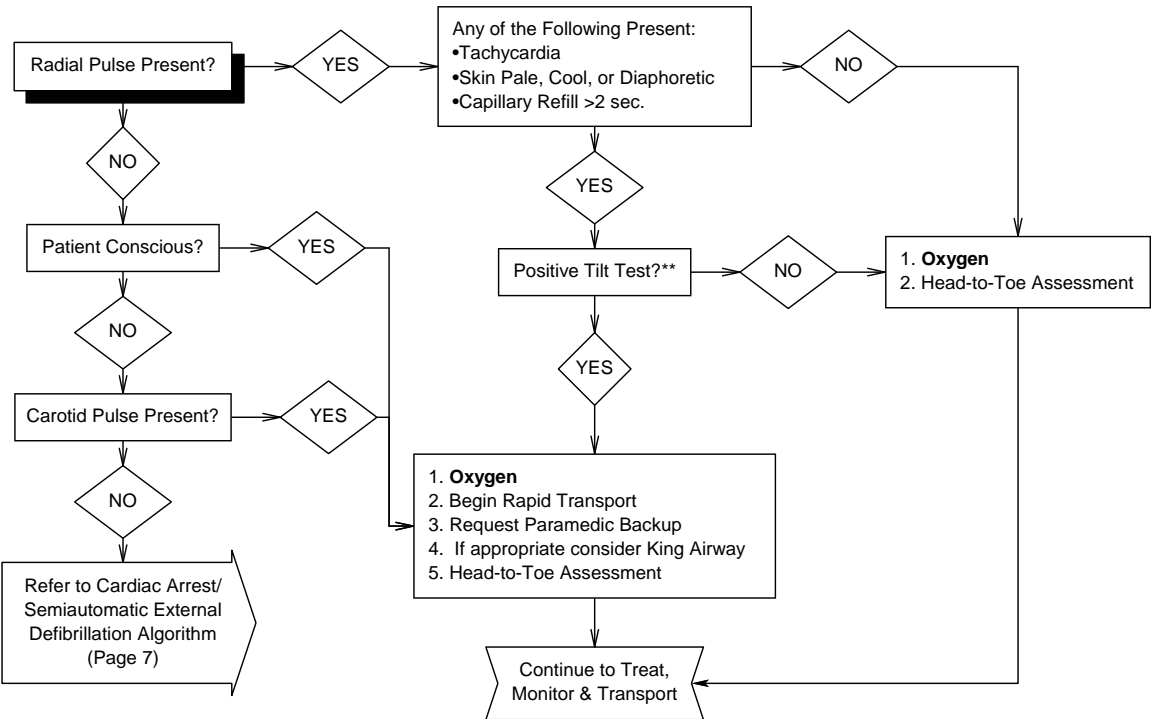 Radial Pulse Present?
YES
Any of the Following Present:
•Tachycardia
•Skin Pale, Cool, or Diaphoretic
•Capillary Refill >2 sec.
NO
NO
YES
Patient Conscious?
YES
Positive Tilt Test?**
NO
1. Oxygen
2. Head-to-Toe Assessment
NO
YES
Carotid Pulse Present?
YES
NO
1. Oxygen
2. Begin Rapid Transport
3. Request Paramedic Backup
4. If appropriate consider King Airway
5. Head-to-Toe Assessment
Refer to Cardiac Arrest/
Semiautomatic External
Defibrillation Algorithm
(Page 7)
Continue to Treat,
Monitor & Transport